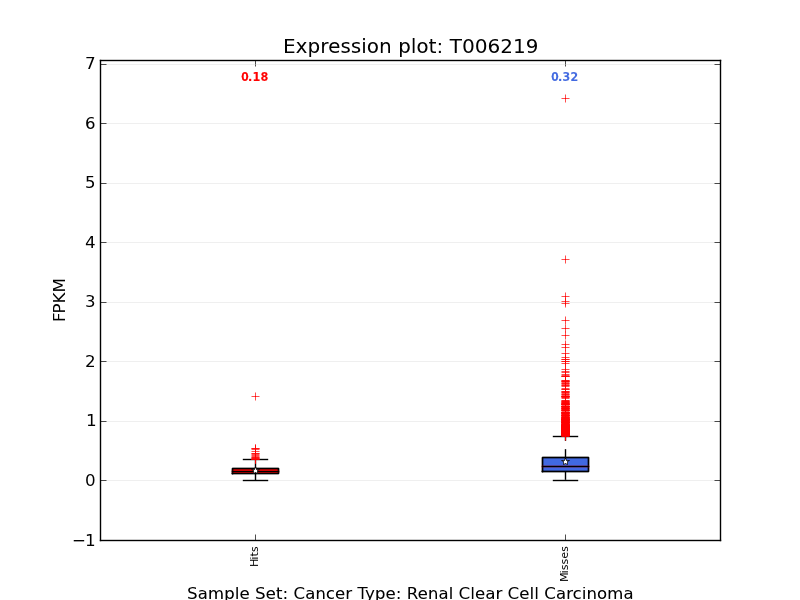 Expression plot: T006219
0.18
0.32
7
6
5
4
3
2
1
0
−1
FPKM
Hits
Misses
Sample Set: Cancer Type: Renal Clear Cell Carcinoma